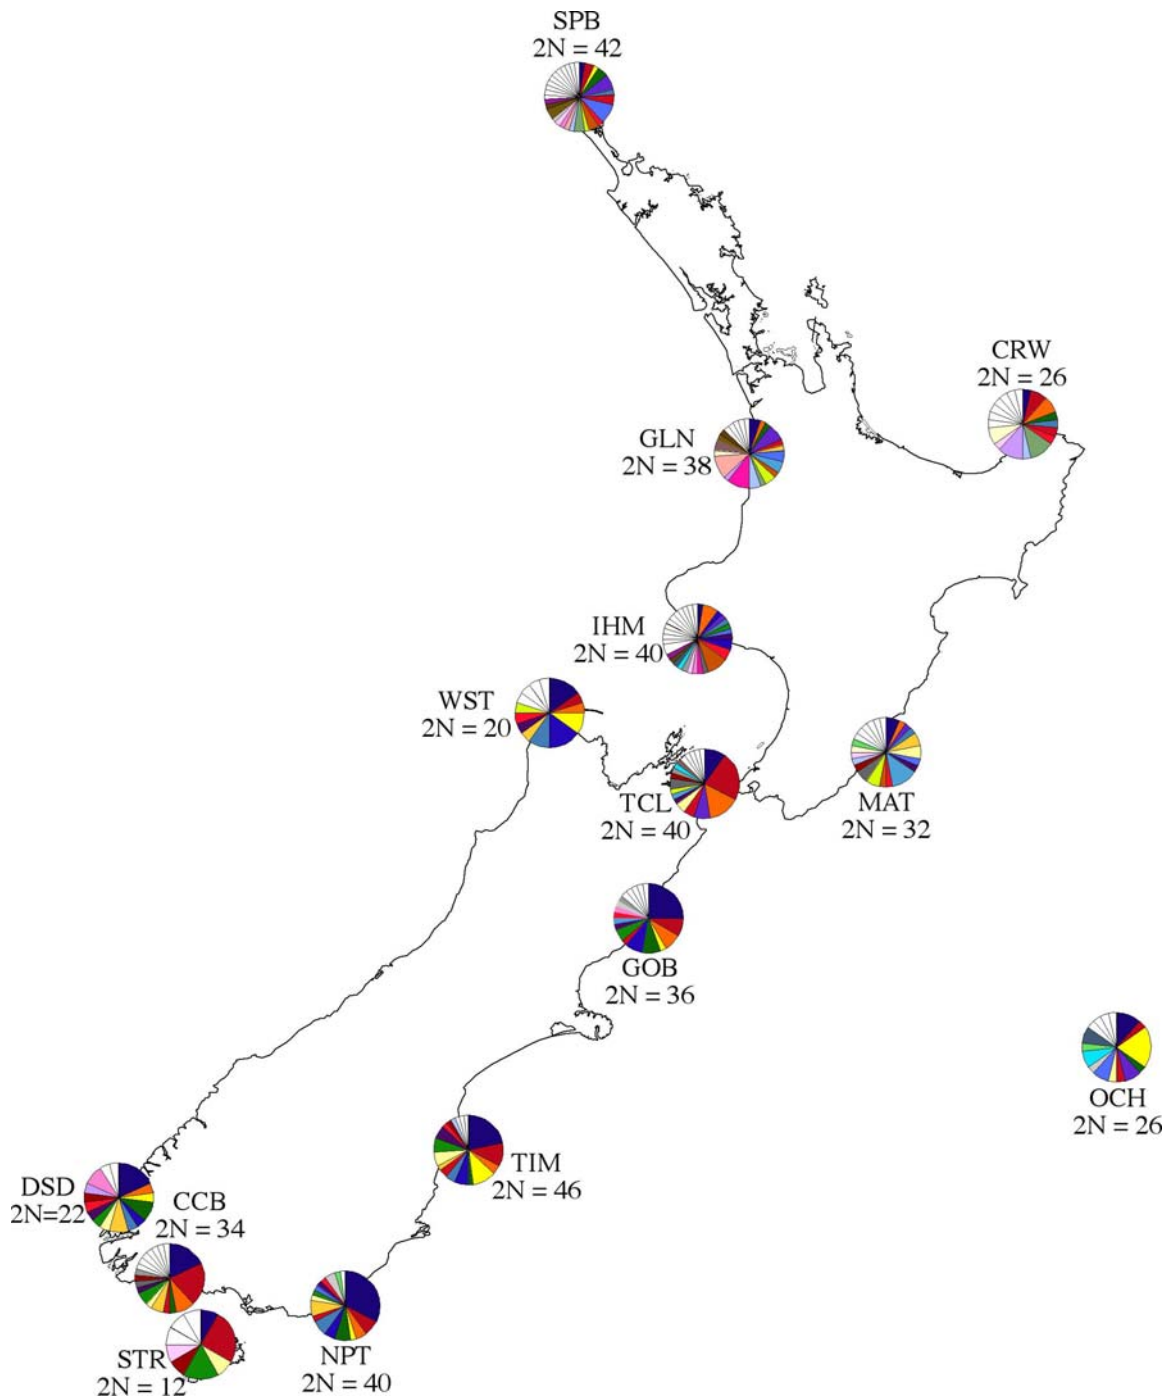 SPB
2N = 42
CRW
2N = 26
GLN
2N = 38
IHM
2N = 40
WST
2N = 20
TCL
2N = 40
MAT
2N = 32
GOB
2N = 36
OCH
2N = 26
TIM
2N = 46
DSD
2N=22
CCB
2N = 34
STR
2N = 12
NPT
2N = 40